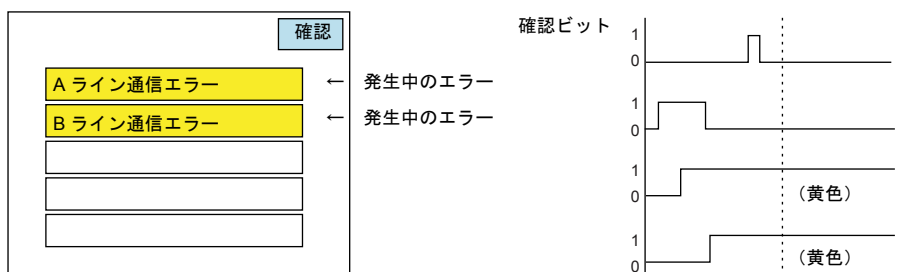 確認
A ライン通信エラー
← 発生中のエラー
B ライン通信エラー
← 発生中のエラー
確認ビット
1
0
1
0
1
0
(黄色)
1
0
(黄色)